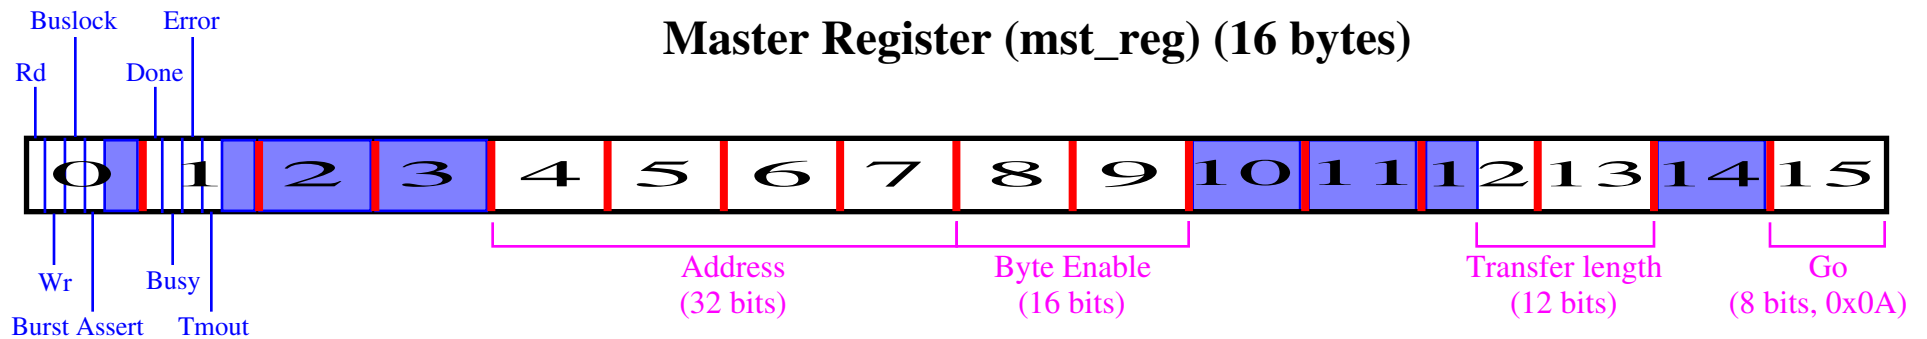 Master Register (mst_reg) (16 bytes)
Buslock Error
Rd Done
0 1 2 3 4 5 6 7 8 9 10 11 12 13 14 15
Wr Busy
Burst Assert Tmout
Address
(32 bits)
Byte Enable
(16 bits)
Transfer length
(12 bits)
Go
(8 bits, 0x0A)